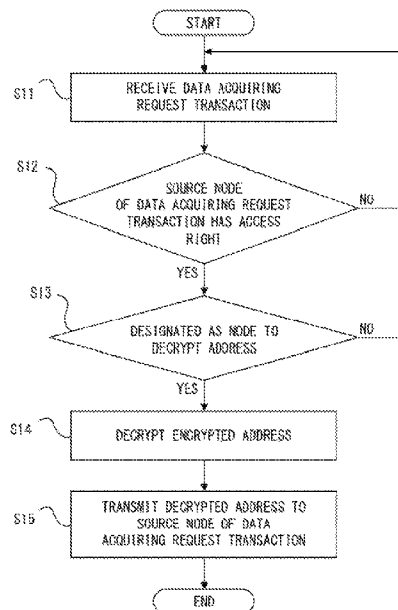 START
S11
RECEIVE DATA ACQUIRING
REQUEST TRANSACTION
S12
SOURCE NODE
OF DATA ACQUIRING REQUEST
TRANSACTION HAS ACCESS
RIGHT
NO
YES
S13
DESIGNATED AS NODE TO
DECRYPT ADDRESS
NO
YES
S14
DECRYPT ENCRYPTED ADDRESS
S15
TRANSMIT DECRYPTED ADDRESS TO
SOURCE NODE OF DATA
ACQUIRING REQUEST TRANSACTION
END